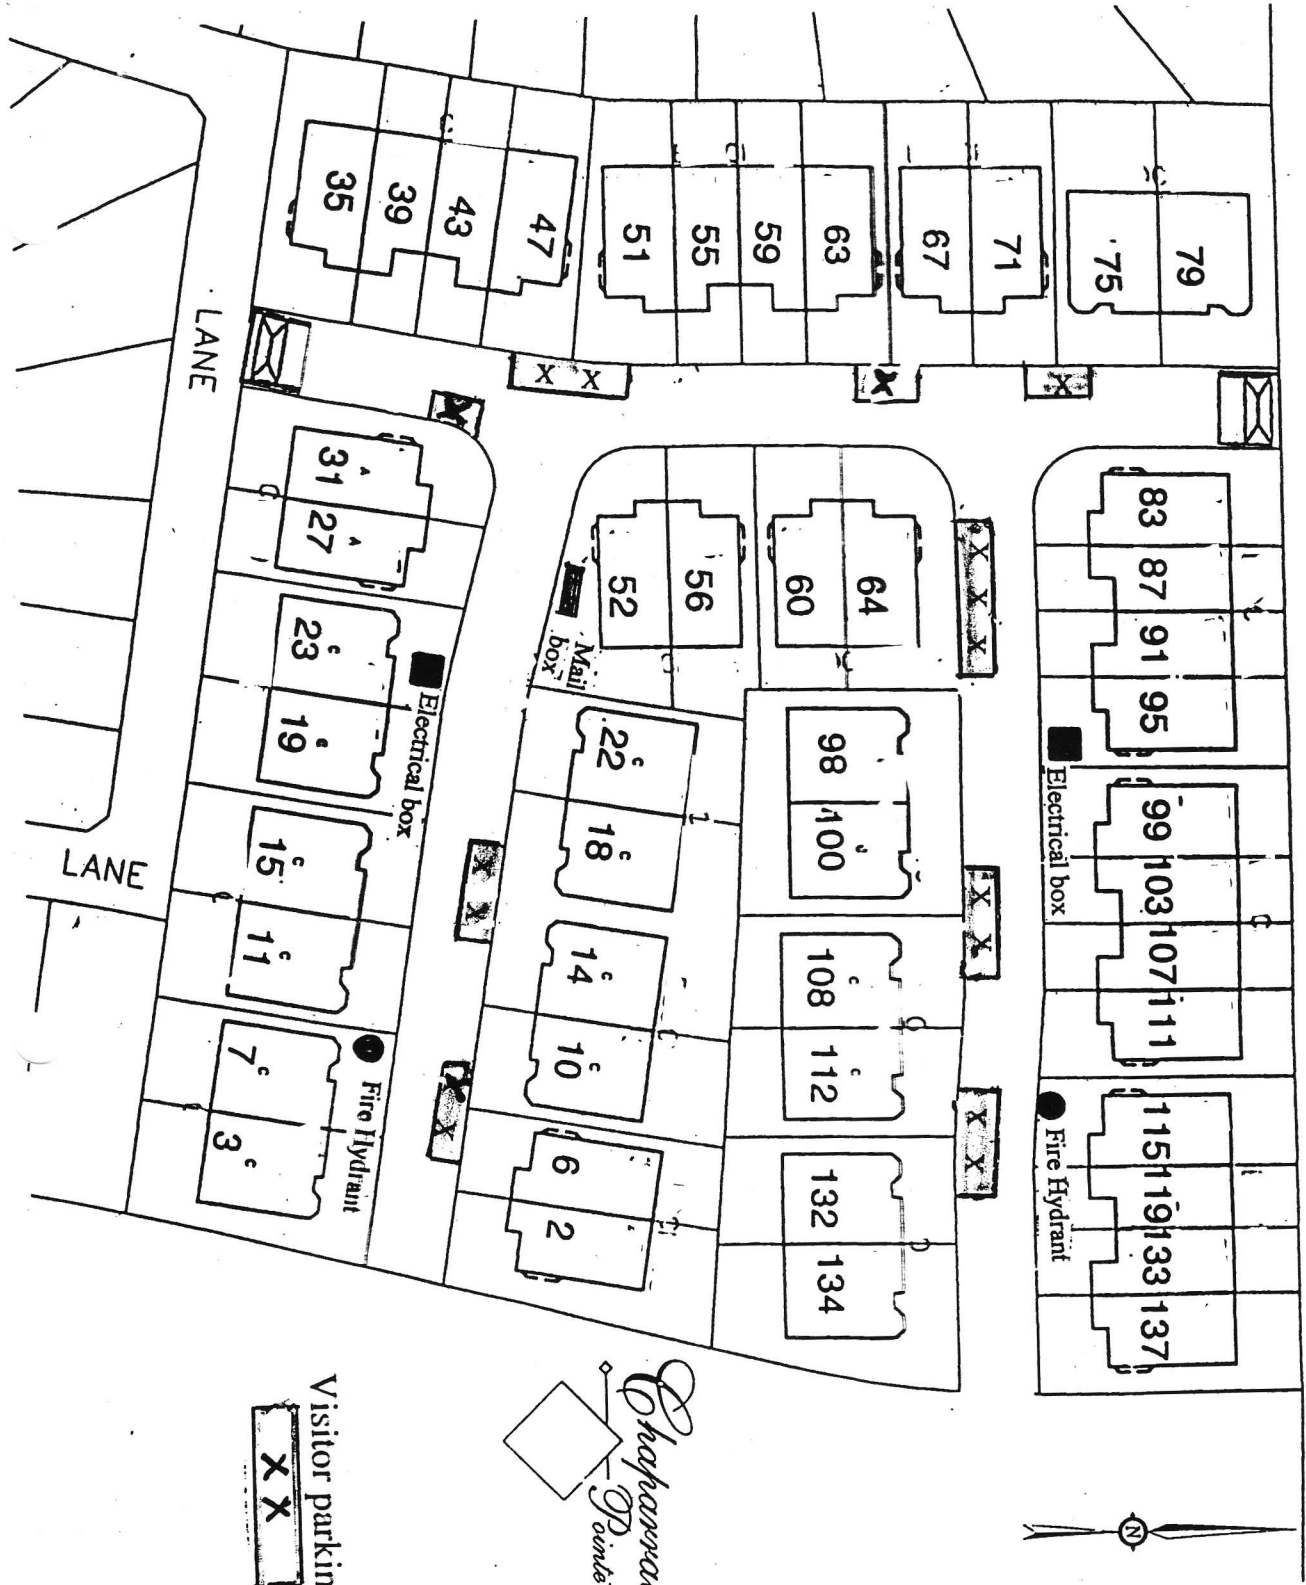 35
39
43
47
51
55
59
63
67
71
75
79
LANE
X X
X
X
X
31 A
27 A
23 c
19 c
15 c
11 c
7 c
3 c
LANE
Electrical box
Fire Hydrant
52
56
60
64
Mail
box
X X X
83
87
91
95
Electrical box
99
103
107
111
Fire Hydrant
115
119
133
137
22 c
18 c
14 c
10 c
6
2
X X
X X
98
100
108 c
112 c
132
134
X X
X X
Chaparral
Pointe
N
Visitor parkin
X X